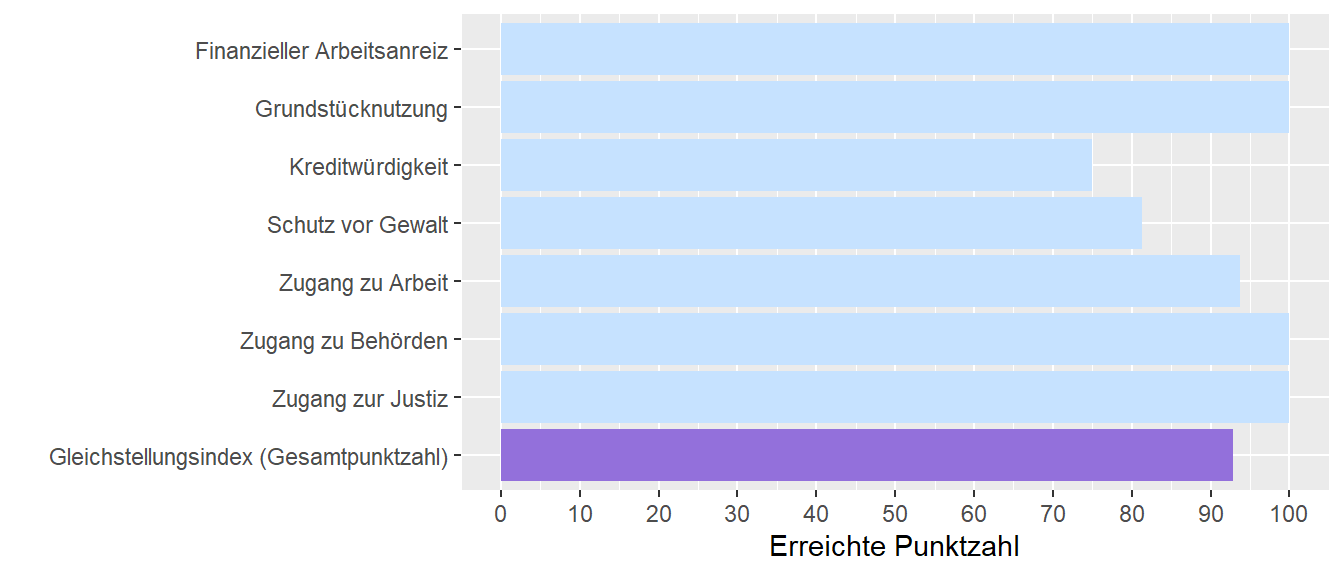 Finanzieller Arbeitsanreiz
Grundstücknutzung
Kreditwürdigkeit
Schutz vor Gewalt
Zugang zu Arbeit
Zugang zu Behörden
Zugang zur Justiz
Gleichstellungsindex (Gesamtpunktzahl)
0 10 20 30 40 50 60 70 80 90 100
Erreichte Punktzahl